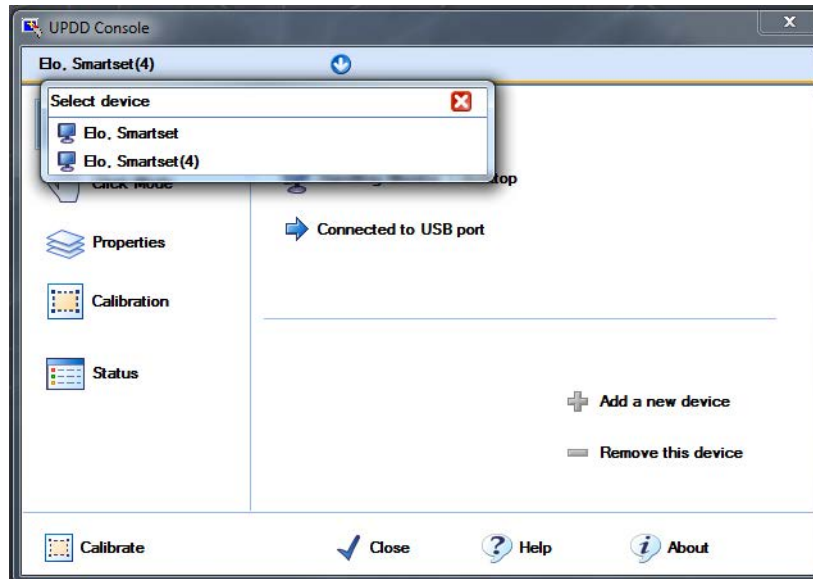 UPDD Console
Elo, Smartset(4)
Select device
Elo, Smartset
Elo, Smartset(4)
Click Mode
Properties
Connected to USB port
Calibration
Status
Add a new device
Remove this device
Calibrate
Close
Help
About